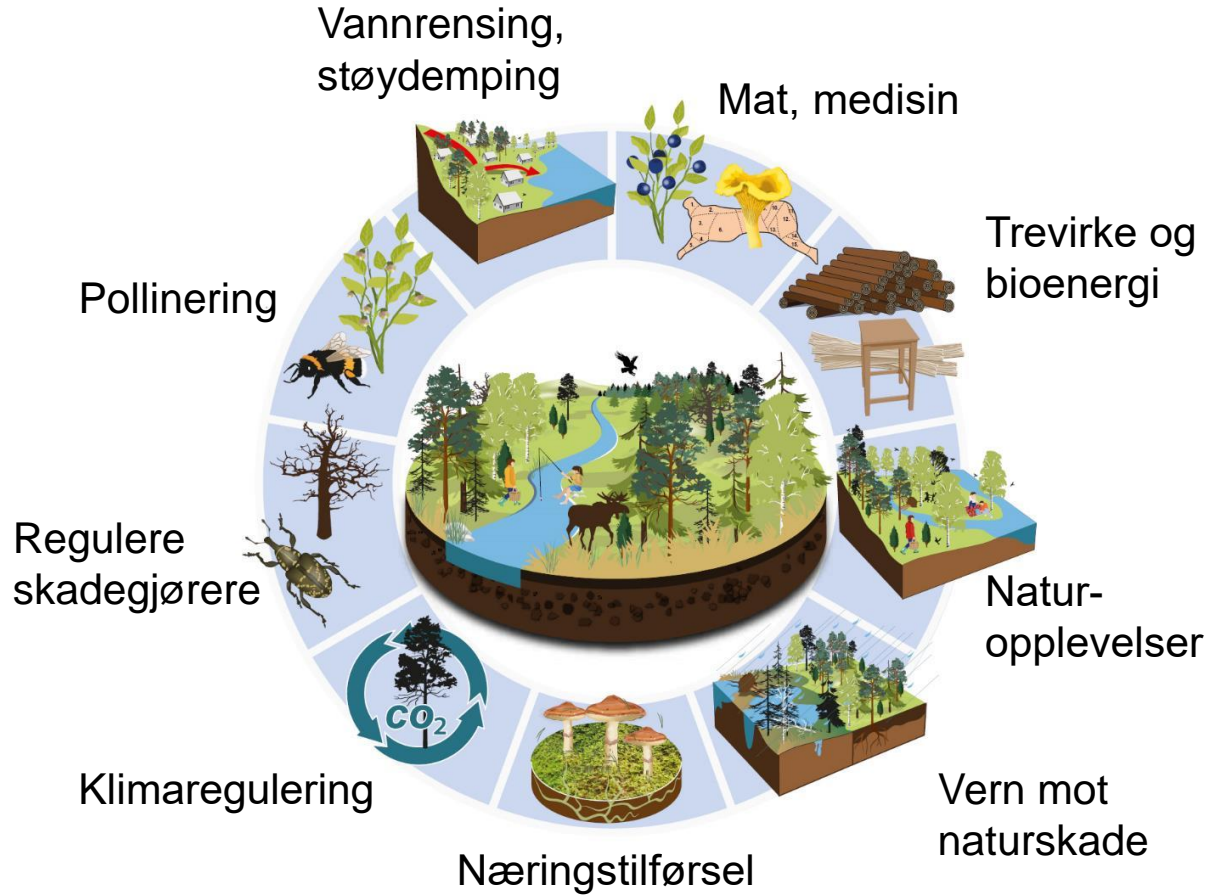 Vannrensing,
støydemping
Mat, medisin
Trevirke og
bioenergi
Natur-
opplevelser
Vern mot
naturskade
Næringstilførsel
Klimaregulering
CO₂
Regulere
skadegjørere
Pollinering